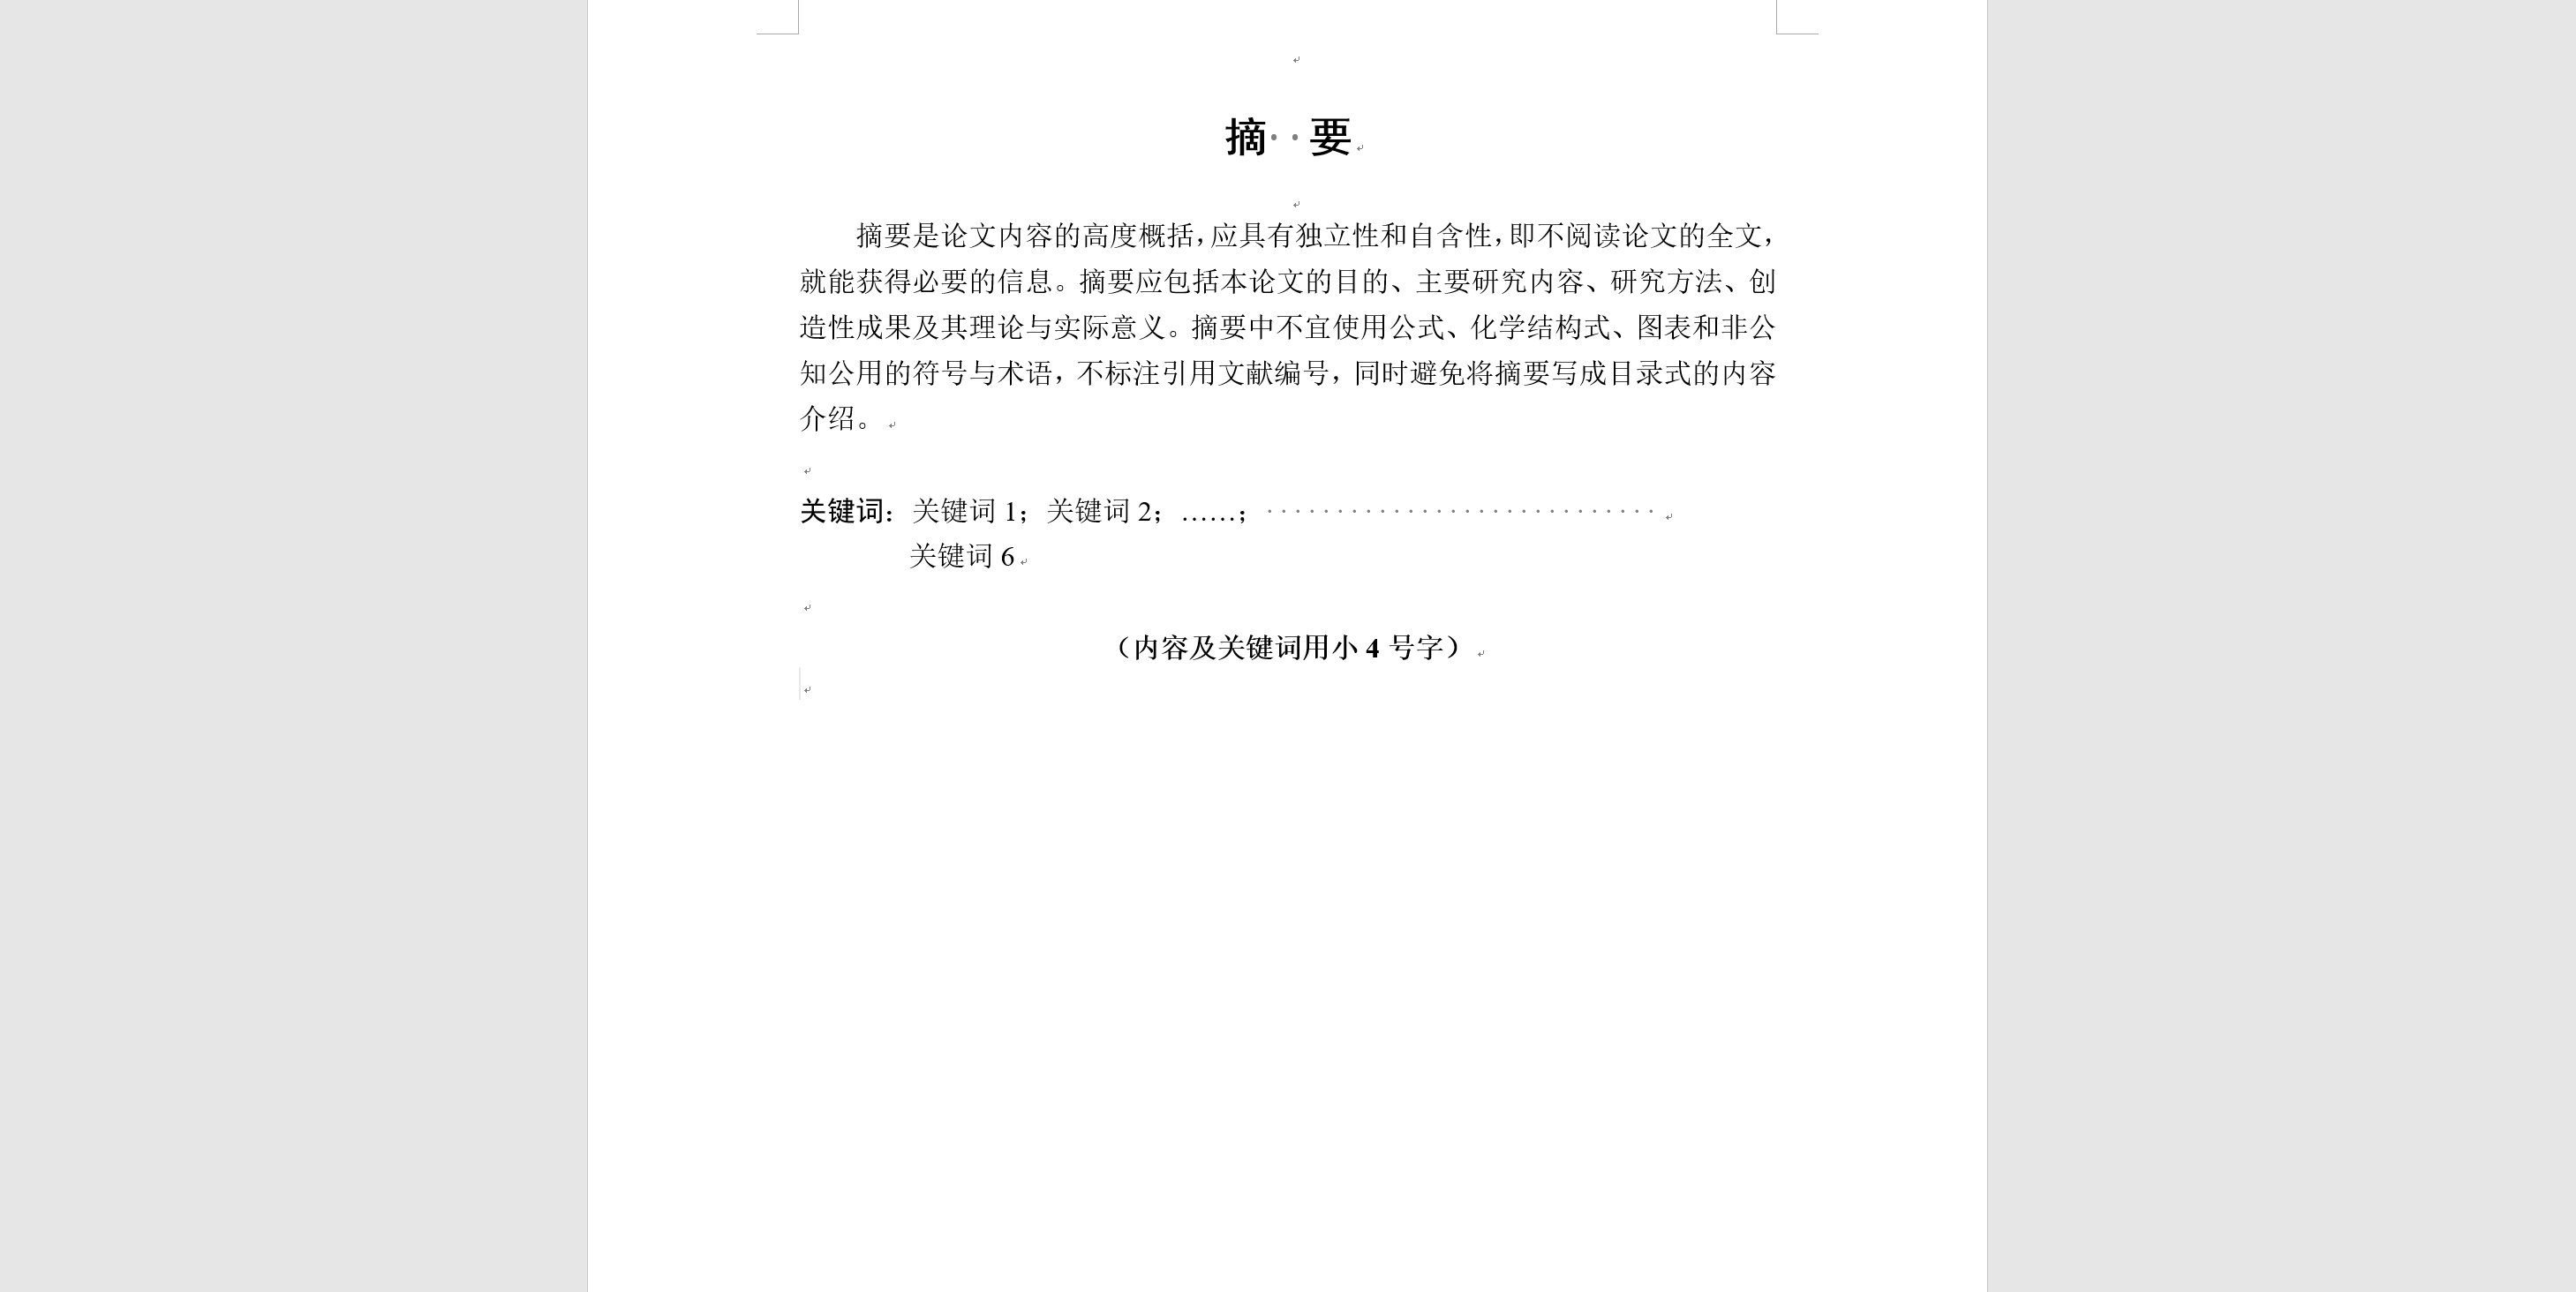 摘  要
摘要是论文内容的高度概括，应具有独立性和自含性，即不阅读论文的全文，
就能获得必要的信息。摘要应包括本论文的目的、主要研究内容、研究方法、创
造性成果及其理论与实际意义。摘要中不宜使用公式、化学结构式、图表和非公
知公用的符号与术语，不标注引用文献编号，同时避免将摘要写成目录式的内容
介绍。
关键词：关键词 1；关键词 2；……；
关键词 6
（内容及关键词用小 4 号字）